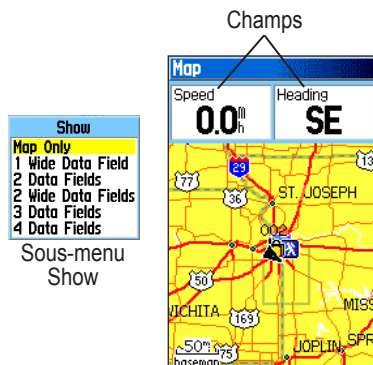 Champs
Map
Speed
Heading
0.0 m/h
SE
Show
Map Only
1 Wide Data Field
2 Data Fields
2 Wide Data Fields
3 Data Fields
4 Data Fields
Sous-menu
Show
29
13
77
36
ST. JOSEPH
002
50
MISS
WICHITA
169
50m
75
JOPLIN
SPR
basemap